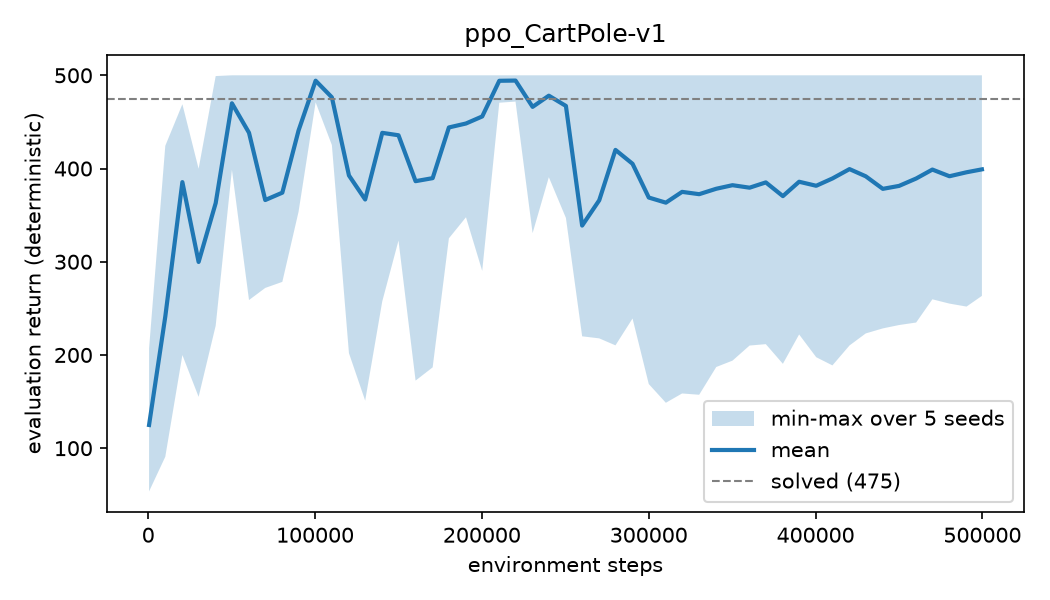 ppo_CartPole-v1
evaluation return (deterministic)
500
400
300
200
100
min-max over 5 seeds
mean
solved (475)
0
100000
200000
300000
400000
500000
environment steps